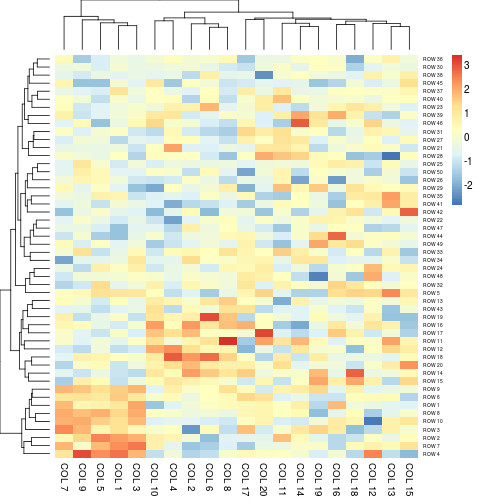 ROW 36
ROW 30
ROW 38
ROW 45
ROW 37
ROW 40
ROW 23
ROW 39
ROW 46
ROW 31
ROW 27
ROW 21
ROW 28
ROW 25
ROW 50
ROW 26
ROW 29
ROW 35
ROW 41
ROW 42
ROW 22
ROW 47
ROW 44
ROW 49
ROW 33
ROW 34
ROW 24
ROW 48
ROW 32
ROW 5
ROW 13
ROW 43
ROW 19
ROW 16
ROW 17
ROW 11
ROW 12
ROW 18
ROW 20
ROW 14
ROW 15
ROW 9
ROW 6
ROW 1
ROW 8
ROW 10
ROW 3
ROW 2
ROW 7
ROW 4
3
2
1
0
-1
-2
COL 7
COL 9
COL 5
COL 1
COL 3
COL 10
COL 4
COL 2
COL 6
COL 8
COL 17
COL 20
COL 11
COL 14
COL 19
COL 16
COL 18
COL 12
COL 13
COL 15